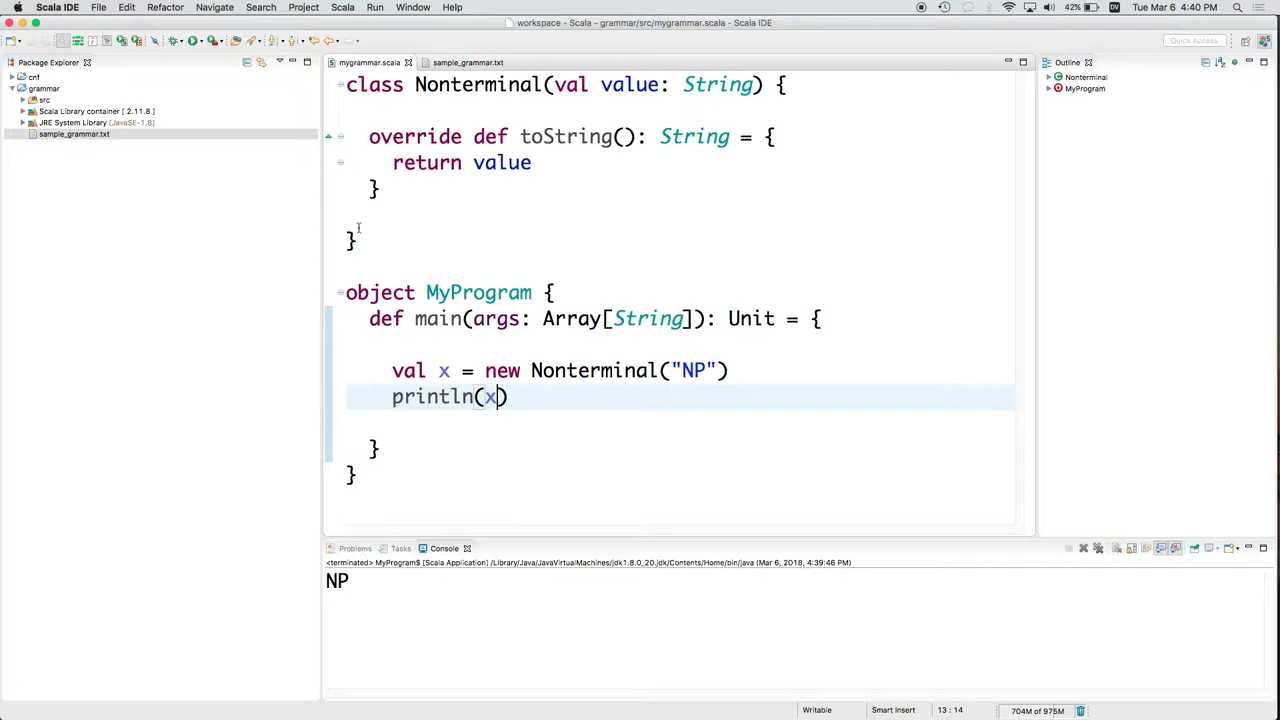 Scala IDE File Edit Refactor Navigate Search Project Scala Run Window Help 42% Tue Mar 6 4:40 PM
workspace - Scala - grammar/src/mygrammar.scala - Scala IDE
Quick Access
Package Explorer
cnf
grammar
src
Scala Library container [ 2.11.8 ]
JRE System Library [JavaSE-1.8]
sample_grammar.txt
mygrammar.scala sample_grammar.txt
class Nonterminal(val value: String) {
override def toString(): String = {
return value
}
}
object MyProgram {
def main(args: Array[String]): Unit = {
val x = new Nonterminal("NP")
println(x)
}
}
Outline
Nonterminal
MyProgram
Problems Tasks Console
<terminated> MyProgram$ [Scala Application] /Library/Java/JavaVirtualMachines/jdk1.8.0_20.jdk/Contents/Home/bin/java (Mar 6, 2018, 4:39:46 PM)
NP
Writable Smart Insert 13 : 14 704M of 975M